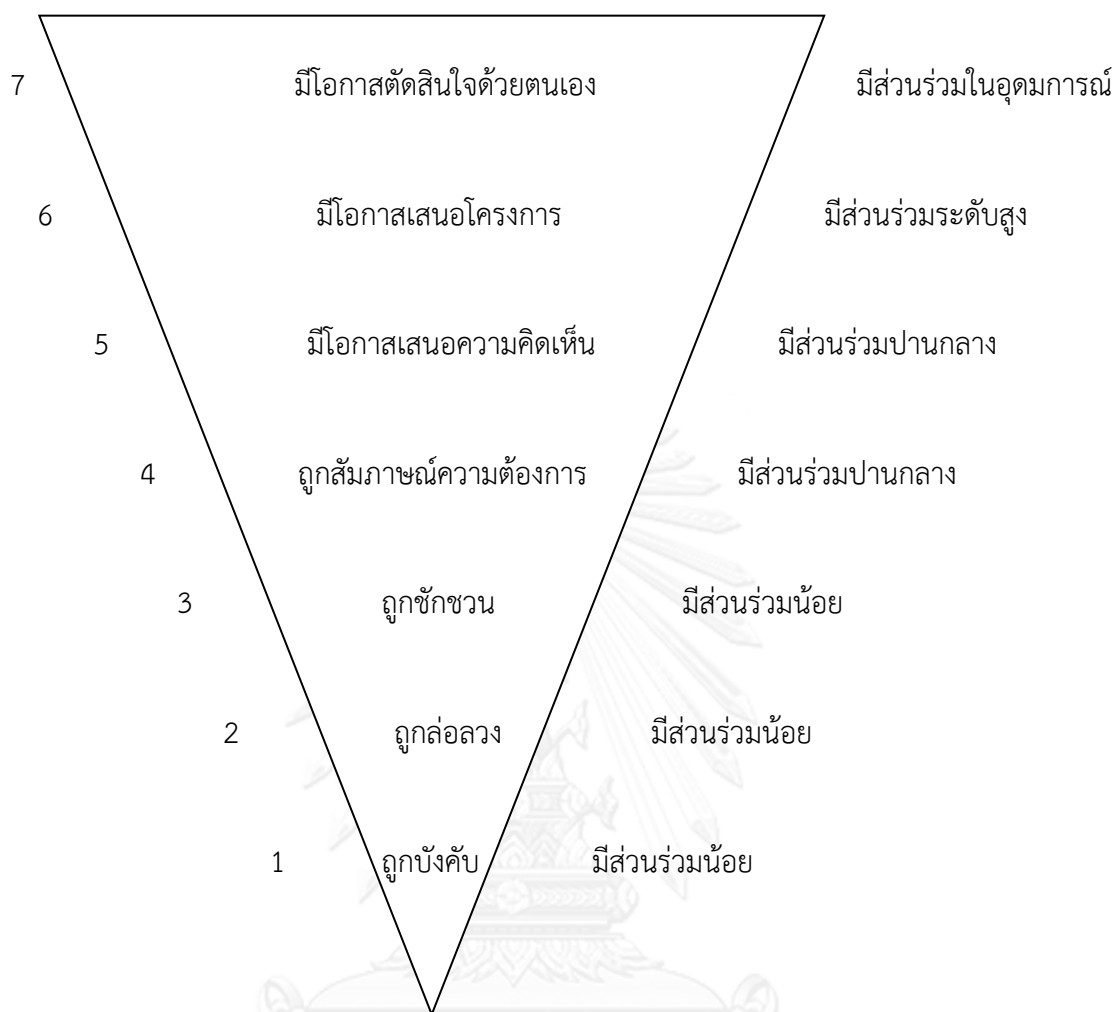 7 มีโอกาสตัดสินใจด้วยตนเอง มีส่วนร่วมในอุดมการณ์
6 มีโอกาสเสนอโครงการ มีส่วนร่วมระดับสูง
5 มีโอกาสเสนอความคิดเห็น มีส่วนร่วมปานกลาง
4 ถูกสัมภาษณ์ความต้องการ มีส่วนร่วมปานกลาง
3 ถูกชักชวน มีส่วนร่วมน้อย
2 ถูกล่อลวง มีส่วนร่วมน้อย
1 ถูกบังคับ มีส่วนร่วมน้อย